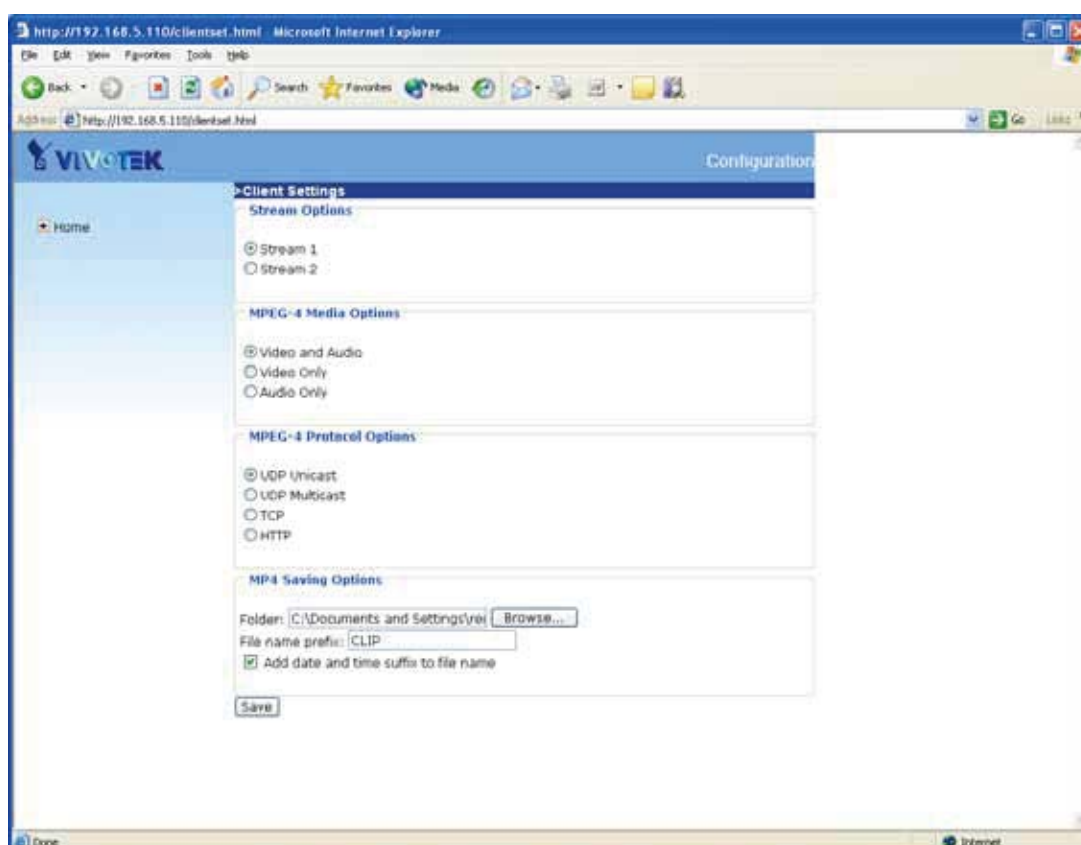 http://192.168.5.110/clientset.html Microsoft Internet Explorer
File Edit View Favorites Tools Help
Back Search Favorites Media
Address http://192.168.5.110/clientset.html Go Links
VIVOTEK
Configuration
>Client Settings
Home
Stream Options
Stream 1
Stream 2
MPEG-4 Media Options
Video and Audio
Video Only
Audio Only
MPEG-4 Protocol Options
UDP Unicast
UDP Multicast
TCP
HTTP
MP4 Saving Options
Folder: C:\Documents and Settings\ Browse...
File name prefix: CLIP
Add date and time suffix to file name
Save
Done Internet